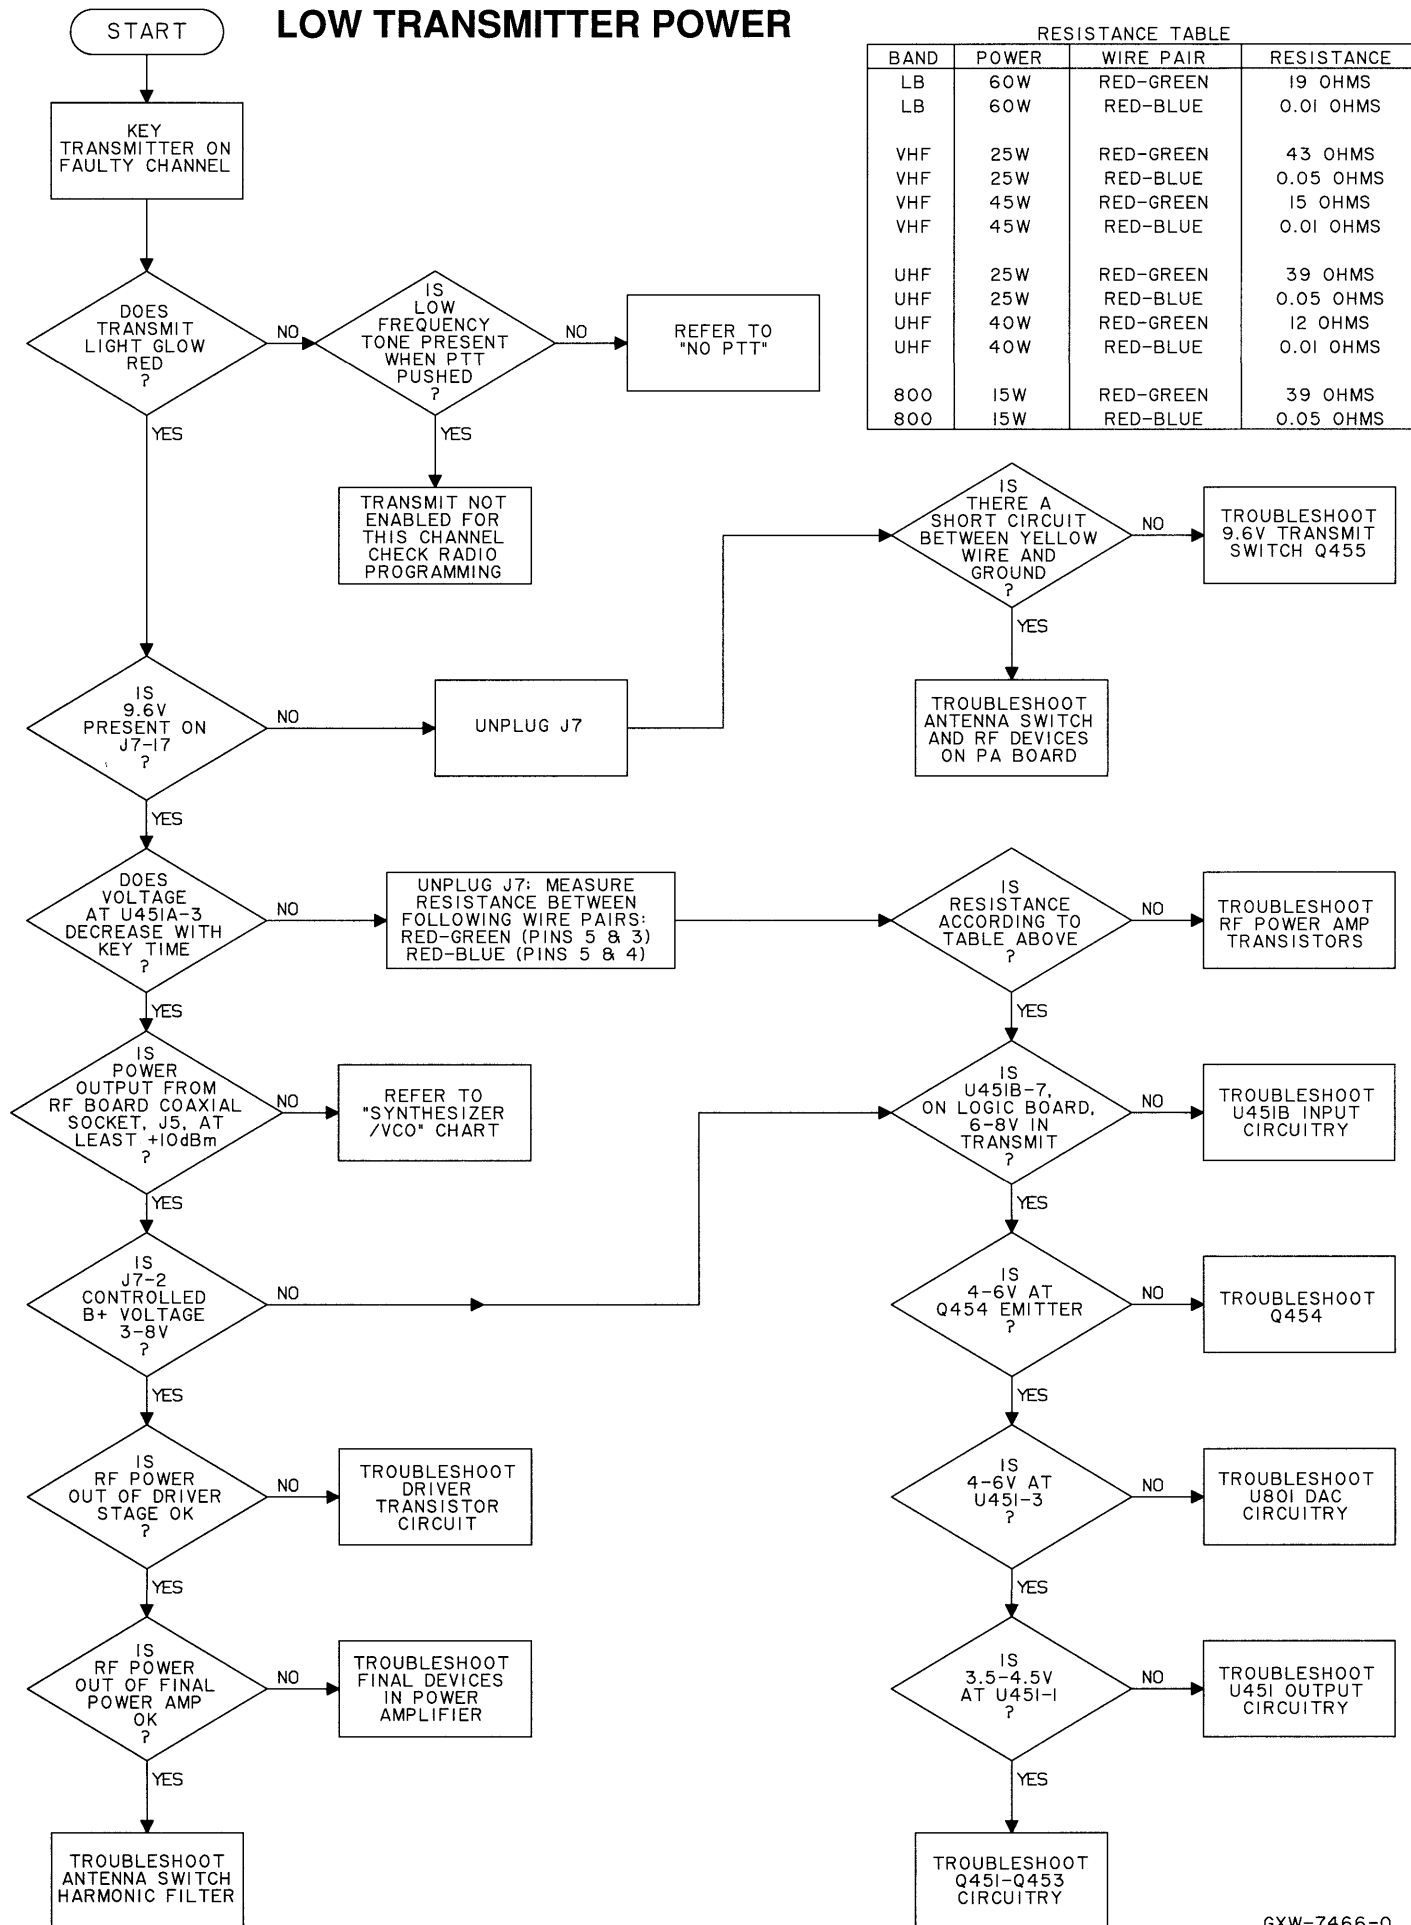 START
LOW TRANSMITTER POWER
RESISTANCE TABLE
BAND POWER WIRE PAIR RESISTANCE
LB 60W RED-GREEN 19 OHMS
LB 60W RED-BLUE 0.01 OHMS
VHF 25W RED-GREEN 43 OHMS
VHF 25W RED-BLUE 0.05 OHMS
VHF 45W RED-GREEN 15 OHMS
VHF 45W RED-BLUE 0.01 OHMS
UHF 25W RED-GREEN 39 OHMS
UHF 25W RED-BLUE 0.05 OHMS
UHF 40W RED-GREEN 12 OHMS
UHF 40W RED-BLUE 0.01 OHMS
800 15W RED-GREEN 39 OHMS
800 15W RED-BLUE 0.05 OHMS
KEY
TRANSMITTER ON
FAULTY CHANNEL
DOES
TRANSMIT
LIGHT GLOW
RED
?
NO
YES
IS
LOW
FREQUENCY
TONE PRESENT
WHEN PTT
PUSHED
?
NO
YES
REFER TO
"NO PTT"
TRANSMIT NOT
ENABLED FOR
THIS CHANNEL
CHECK RADIO
PROGRAMMING
IS
THERE A
SHORT CIRCUIT
BETWEEN YELLOW
WIRE AND
GROUND
?
NO
YES
TROUBLESHOOT
9.6V TRANSMIT
SWITCH Q455
IS
9.6V
PRESENT ON
J7-17
?
NO
YES
UNPLUG J7
TROUBLESHOOT
ANTENNA SWITCH
AND RF DEVICES
ON PA BOARD
DOES
VOLTAGE
AT U451A-3
DECREASE WITH
KEY TIME
?
NO
YES
UNPLUG J7: MEASURE
RESISTANCE BETWEEN
FOLLOWING WIRE PAIRS:
RED-GREEN (PINS 5 & 3)
RED-BLUE (PINS 5 & 4)
IS
RESISTANCE
ACCORDING TO
TABLE ABOVE
?
NO
YES
TROUBLESHOOT
RF POWER AMP
TRANSISTORS
IS
POWER
OUTPUT FROM
RF BOARD COAXIAL
SOCKET, J5, AT
LEAST +10dBm
?
NO
YES
REFER TO
"SYNTHESIZER
/VCO" CHART
IS
U451B-7,
ON LOGIC BOARD,
6-8V IN
TRANSMIT
?
NO
YES
TROUBLESHOOT
U451B INPUT
CIRCUITRY
IS
J7-2
CONTROLLED
B+ VOLTAGE
3-8V
?
NO
YES
IS
4-6V AT
Q454 EMITTER
?
NO
YES
TROUBLESHOOT
Q454
IS
RF POWER
OUT OF DRIVER
STAGE OK
?
NO
YES
TROUBLESHOOT
DRIVER
TRANSISTOR
CIRCUIT
IS
4-6V AT
U451-3
?
NO
YES
TROUBLESHOOT
U801 DAC
CIRCUITRY
IS
RF POWER
OUT OF FINAL
POWER AMP
OK
?
NO
YES
TROUBLESHOOT
FINAL DEVICES
IN POWER
AMPLIFIER
IS
3.5-4.5V
AT U451-1
?
NO
YES
TROUBLESHOOT
U451 OUTPUT
CIRCUITRY
TROUBLESHOOT
ANTENNA SWITCH
HARMONIC FILTER
TROUBLESHOOT
Q451-Q453
CIRCUITRY
GXW-7466-0